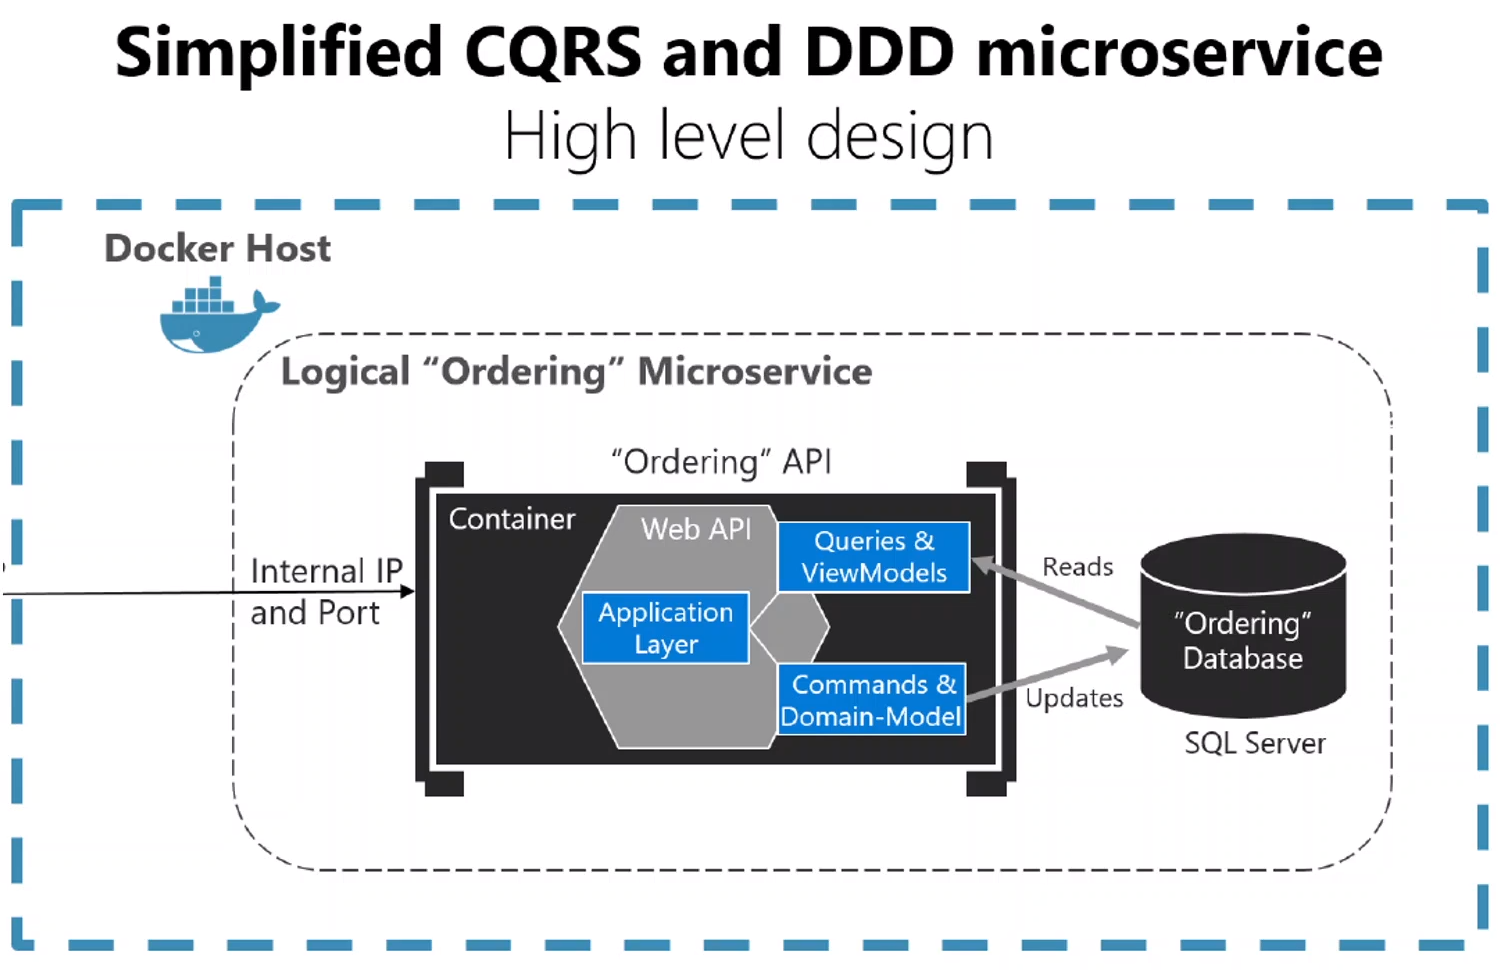 Simplified CQRS and DDD microservice
High level design
Docker Host
Logical “Ordering” Microservice
“Ordering” API
Container
Web API
Queries &
ViewModels
Application
Layer
Commands &
Domain-Model
Internal IP
and Port
Reads
Updates
“Ordering“
Database
SQL Server